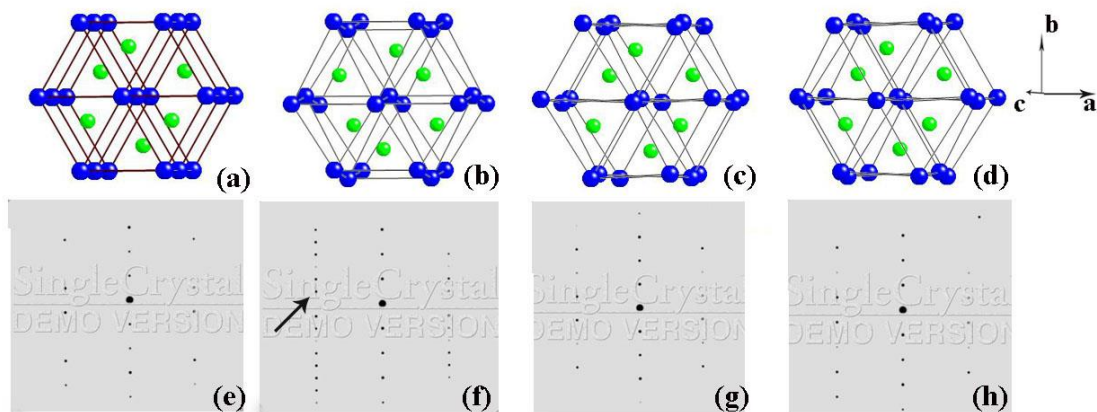 b
c
a
(a)
(b)
(c)
(d)
SingleCrystal
DEMO VERSION
(e)
SingleCrystal
DEMO VERSION
(f)
SingleCrystal
DEMO VERSION
(g)
SingleCrystal
DEMO VERSION
(h)